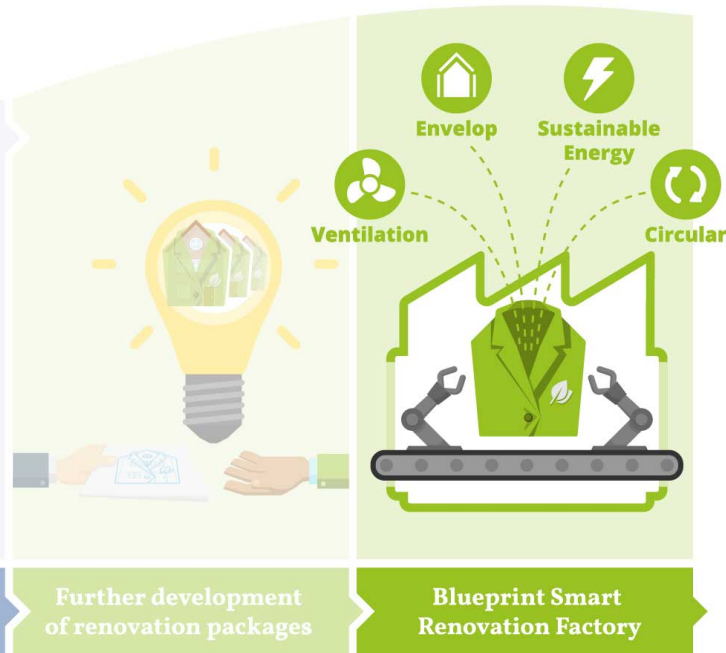 Envelop
Sustainable
Energy
Ventilation
Circular
Further development
of renovation packages
Blueprint Smart
Renovation Factory